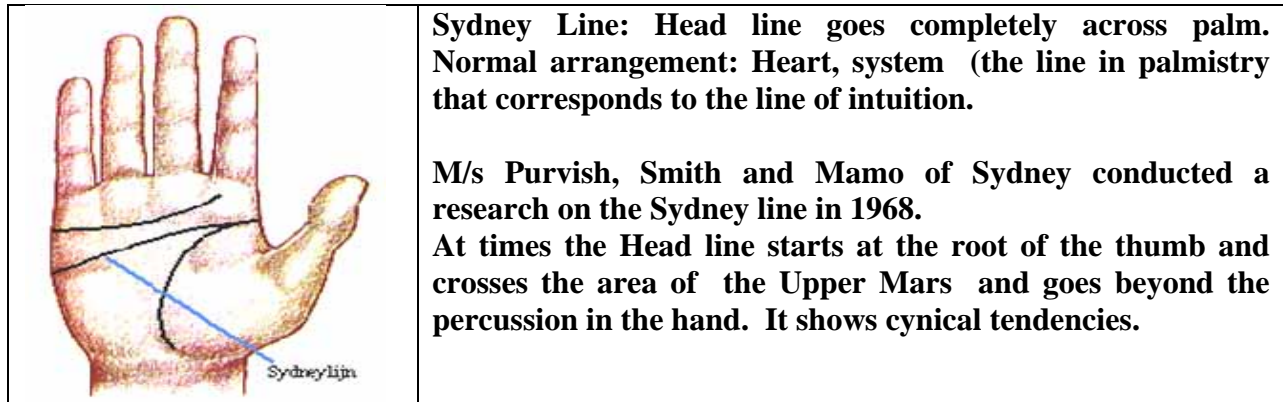 Sydney Line: Head line goes completely across palm.
Normal arrangement: Heart, system (the line in palmistry
that corresponds to the line of intuition.
M/s Purvish, Smith and Mamo of Sydney conducted a
research on the Sydney line in 1968.
At times the Head line starts at the root of the thumb and
crosses the area of the Upper Mars and goes beyond the
percussion in the hand. It shows cynical tendencies.
Sydneylijn